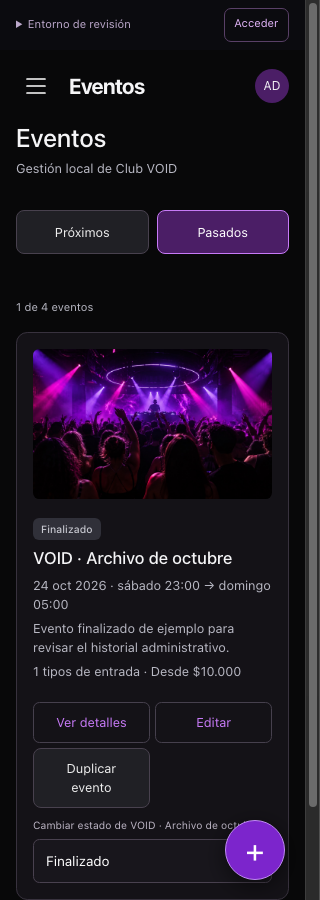 Entorno de revisión
Acceder
Eventos
AD
Eventos
Gestión local de Club VOID
Próximos
Pasados
1 de 4 eventos
Finalizado
VOID · Archivo de octubre
24 oct 2026 · sábado 23:00 → domingo
05:00
Evento finalizado de ejemplo para
revisar el historial administrativo.
1 tipos de entrada · Desde $10.000
Ver detalles
Editar
Duplicar
evento
Cambiar estado de VOID · Archivo de
Finalizado
+